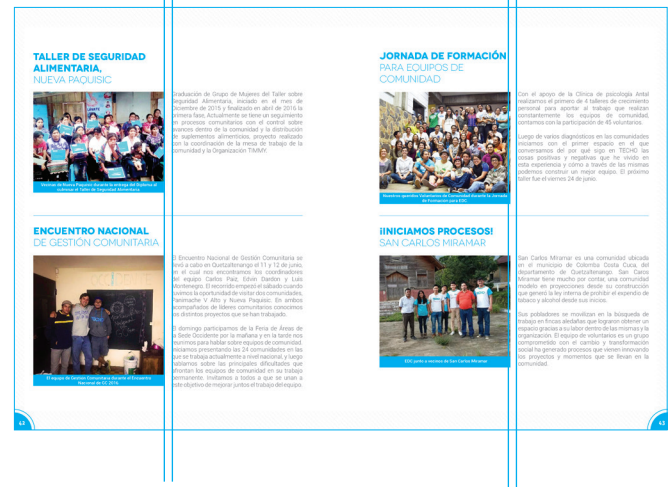 TALLER DE SEGURIDAD
ALIMENTARIA,
NUEVA PAQUISIC
Vecinas de Nueva Paquisic durante la entrega del Diploma al
culminar el Taller de Seguridad Alimentaria.
Graduación de Grupo de Mujeres del Taller sobre
Seguridad Alimentaria, iniciado en el mes de
Diciembre de 2015 y finalizado en abril de 2016 la
primera fase. Actualmente se tiene un seguimiento
en procesos comunitarios con el control sobre
avances dentro de la comunidad y la distribución
de suplementos alimenticios, proyecto realizado
con la coordinación de la mesa de trabajo de la
comunidad y la Organización TIMMY.
ENCUENTRO NACIONAL
DE GESTIÓN COMUNITARIA
El equipo de Gestión Comunitaria durante el Encuentro
Nacional de GC 2016.
El Encuentro Nacional de Gestión Comunitaria se
llevó a cabo en Quetzaltenango el 11 y 12 de junio,
en el cual nos encontramos los coordinadores
del equipo Carlos Paiz, Edvin Dardón y Luis
Montenegro. El recorrido empezó el sábado cuando
tuvimos la oportunidad de visitar dos comunidades,
Panimache V Alto y Nueva Paquisic. En ambos
acompañados de líderes comunitarios conocimos
los distintos proyectos que se han trabajado.
El domingo participamos de la Feria de Áreas de
la Sede Occidente por la mañana y en la tarde nos
reunimos para hablar sobre equipos de comunidad.
Iniciamos presentando las 24 comunidades en las
que se trabaja actualmente a nivel nacional, y luego
hablamos sobre las principales dificultades que
afrontan los equipos de comunidad en su trabajo
permanente. Invitamos a todos a que se unan a
este objetivo de mejorar juntos el trabajo del equipo.
42
JORNADA DE FORMACIÓN
PARA EQUIPOS DE
COMUNIDAD
Nuestros queridos Voluntarios de Comunidad durante la Jornada
de Formación para EDC
Con el apoyo de la Clínica de psicología Antal
realizamos el primero de 4 talleres de crecimiento
personal para aportar al trabajo que realizan
constantemente los equipos de comunidad,
contamos con la participación de 45 voluntarios.
Luego de varios diagnósticos en las comunidades
iniciamos con el primer espacio en el que
conversamos del por qué sigo en TECHO las
cosas positivas y negativas que he vivido en
esta experiencia y cómo a través de las mismas
podemos construir un mejor equipo. El próximo
taller fue el viernes 24 de junio.
¡INICIAMOS PROCESOS!
SAN CARLOS MIRAMAR
EDC junto a vecinos de San Carlos Miramar
San Carlos Miramar es una comunidad ubicada
en el municipio de Colomba Costa Cuca, del
departamento de Quetzaltenango. San Carlos
Miramar tiene mucho por contar, una comunidad
modelo en proyecciones desde su construcción
que generó la ley interna de prohibir el expendio de
tabaco y alcohol desde sus inicios.
Sus pobladores se movilizan en la búsqueda de
trabajo en fincas aledañas que lograron obtener un
espacio gracias a su labor dentro de las mismas y la
organización. El equipo de voluntarios es un grupo
comprometido con el cambio y transformación
social ha generado procesos que vienen innovando
los proyectos y momentos que se llevan en la
comunidad.
43